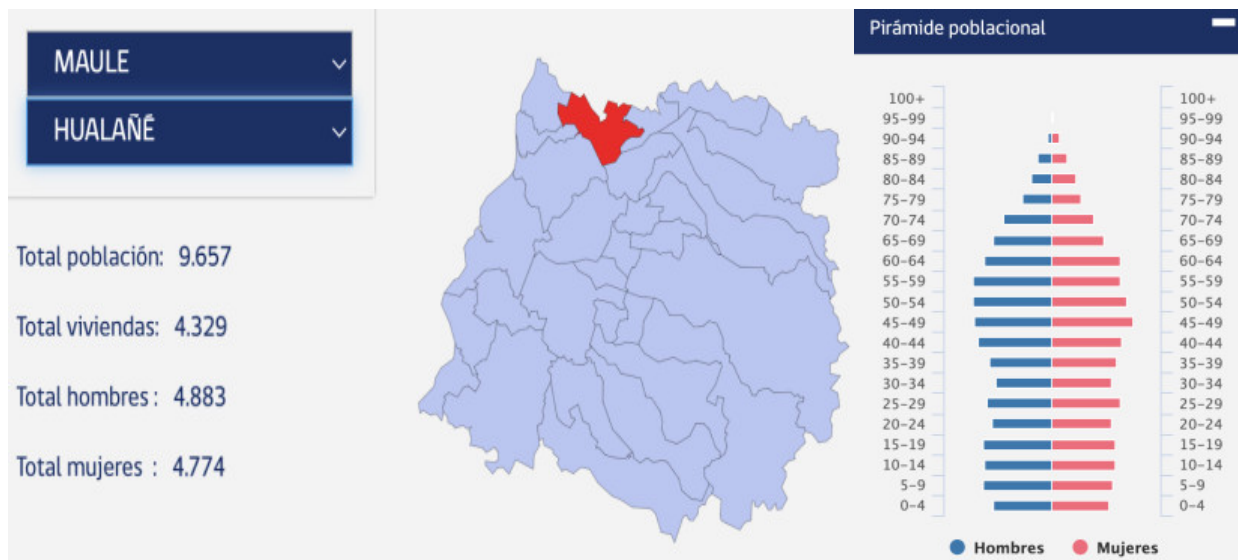 MAULE
HUALAÑÉ
Total población: 9.657
Total viviendas: 4.329
Total hombres : 4.883
Total mujeres : 4.774
Pirámide poblacional
100+ 100+
95-99 95-99
90-94 90-94
85-89 85-89
80-84 80-84
75-79 75-79
70-74 70-74
65-69 65-69
60-64 60-64
55-59 55-59
50-54 50-54
45-49 45-49
40-44 40-44
35-39 35-39
30-34 30-34
25-29 25-29
20-24 20-24
15-19 15-19
10-14 10-14
5-9 5-9
0-4 0-4
Hombres Mujeres